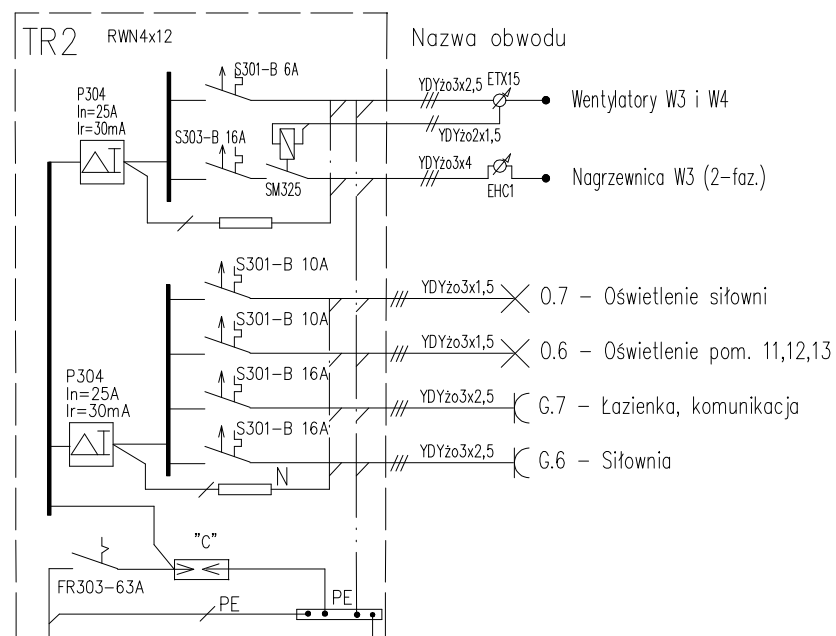 TR2 RWN4x12 Nazwa obwodu
S301-B 6A
P304
In=25A
Ir=30mA
YDYżo3x2,5
ETX15
Wentylatory W3 i W4
S303-B 16A
YDYżo2x1,5
SM325
YDYżo3x4
EHC1
Nagrzewnica W3 (2-faz.)
S301-B 10A
YDYżo3x1,5
O.7 - Oświetlenie siłowni
S301-B 10A
YDYżo3x1,5
O.6 - Oświetlenie pom. 11,12,13
P304
In=25A
Ir=30mA
S301-B 16A
YDYżo3x2,5
G.7 - Łazienka, komunikacja
S301-B 16A
YDYżo3x2,5
G.6 - Siłownia
N
"C"
FR303-63A
PE
PE